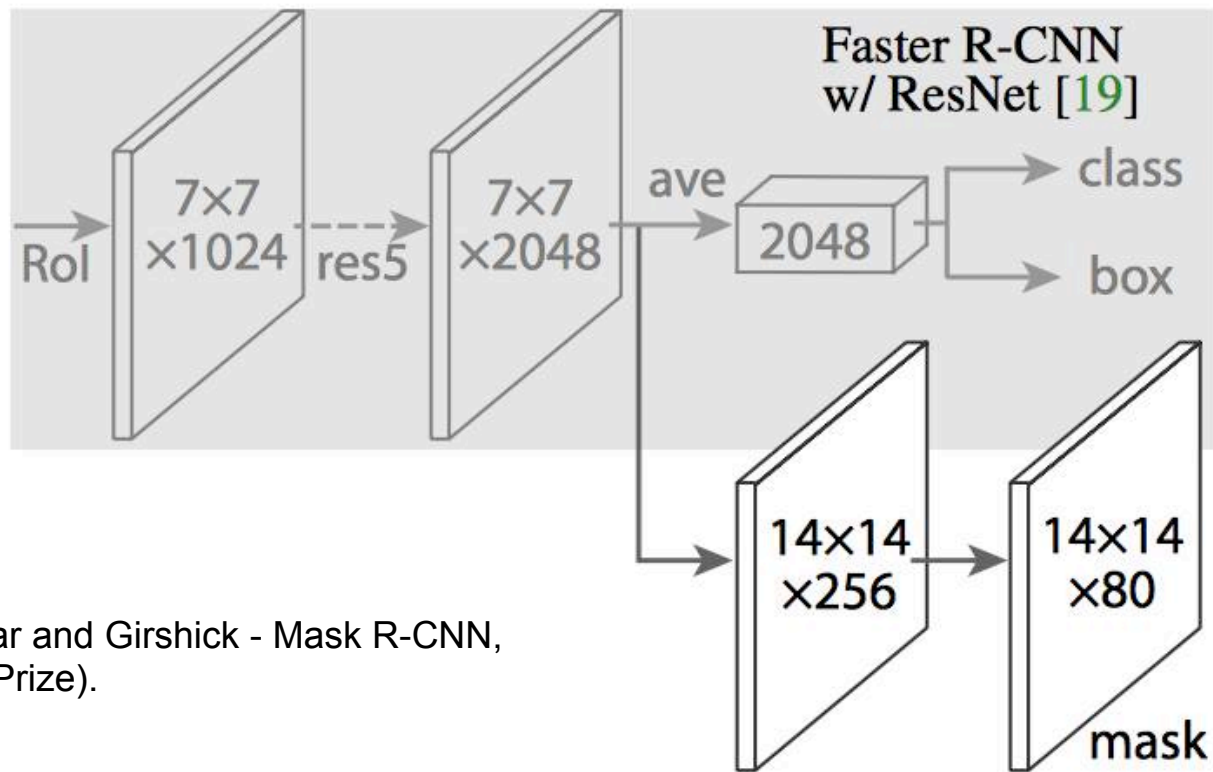 Faster R-CNN
w/ ResNet [19]
RoI
7×7
×1024
res5
7×7
×2048
ave
2048
class
box
14×14
×256
14×14
×80
mask
ar and Girshick - Mask R-CNN,
Prize).